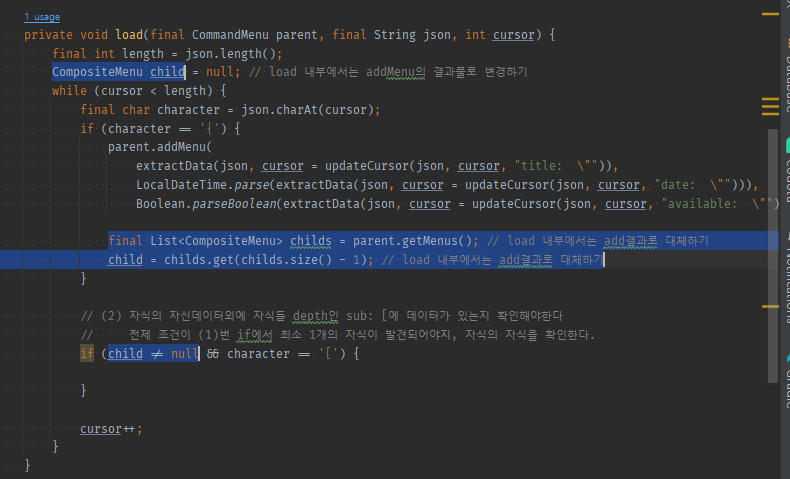 1 usage
private void load(final CommandMenu parent, final String json, int cursor) {
final int length = json.length();
CompositeMenu child = null; // load 내부에서는 addMenu의 결과물로 변경하기
while (cursor < length) {
final char character = json.charAt(cursor);
if (character == '{') {
parent.addMenu(
extractData(json, cursor = updateCursor(json, cursor, "title:  \"")),
LocalDateTime.parse(extractData(json, cursor = updateCursor(json, cursor, "date:  \""))),
Boolean.parseBoolean(extractData(json, cursor = updateCursor(json, cursor, "available:  \"")
final List<CompositeMenu> childs = parent.getMenus(); // load 내부에서는 add결과로 대체하기
child = childs.get(childs.size() - 1); // load 내부에서는 add결과로 대체하기
}
// (2) 자식의 자신데이터외에 자식들 depth인 sub: [에 데이터가 있는지 확인해야한다
//     전제 조건이 (1)번 if에서 최소 1개의 자식이 발견되어야지, 자식의 자식을 확인한다.
if (child != null && character == '[') {
}
cursor++;
}
}
Database